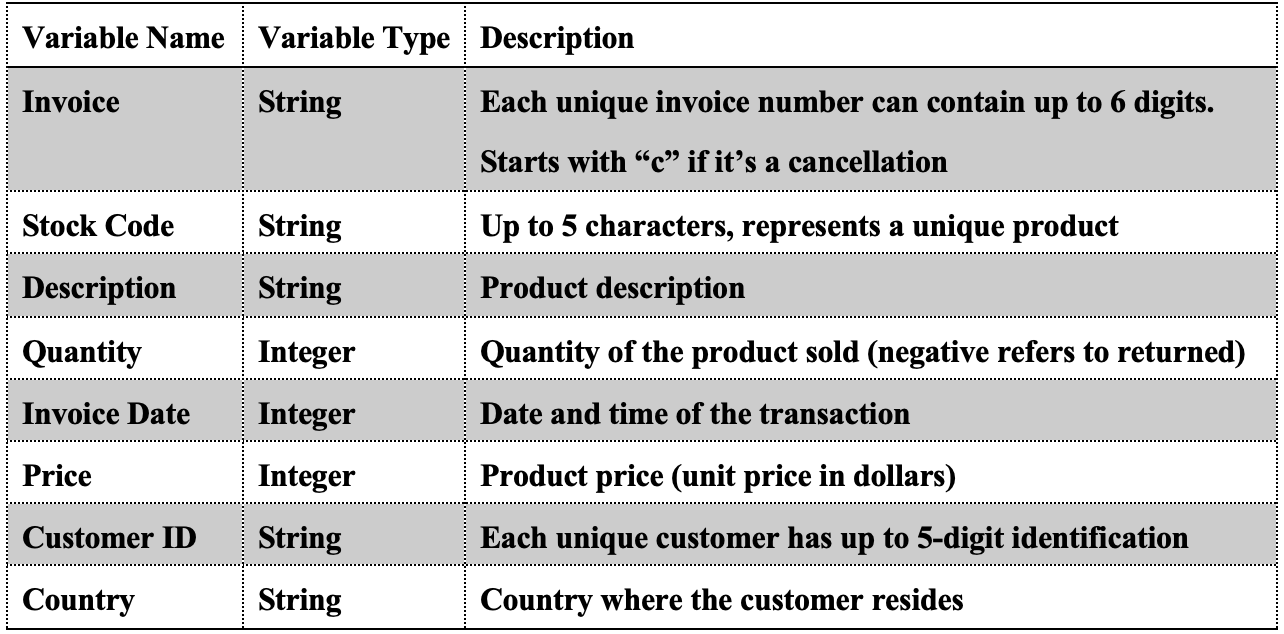 Variable Name Variable Type Description
Invoice String Each unique invoice number can contain up to 6 digits.
Starts with “c” if it’s a cancellation
Stock Code String Up to 5 characters, represents a unique product
Description String Product description
Quantity Integer Quantity of the product sold (negative refers to returned)
Invoice Date Integer Date and time of the transaction
Price Integer Product price (unit price in dollars)
Customer ID String Each unique customer has up to 5-digit identification
Country String Country where the customer resides